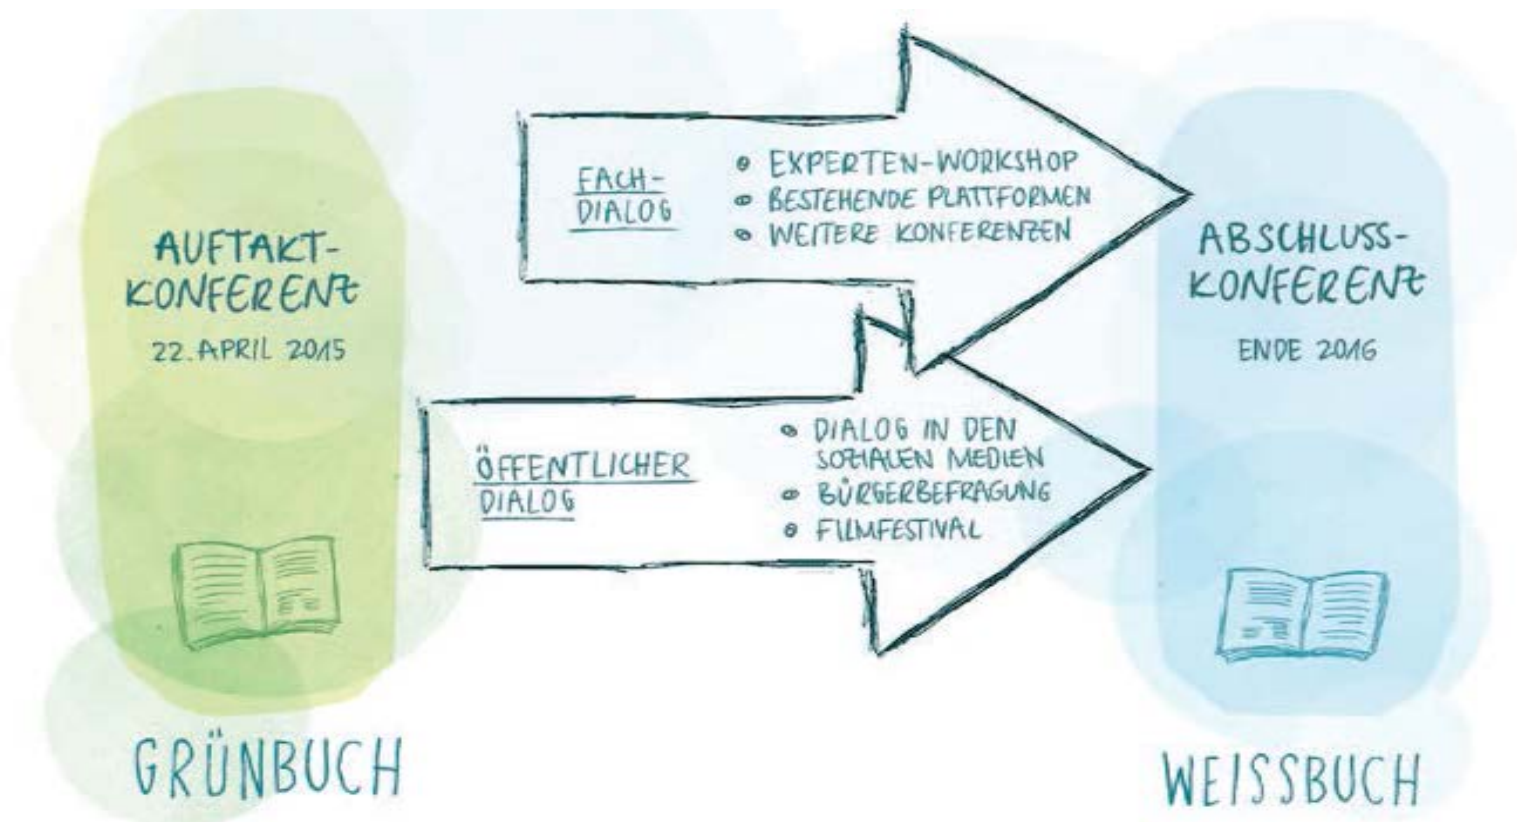 AUFTAKT-
KONFERENZ
22. APRIL 2015
GRÜNBUCH
FACH-
DIALOG
EXPERTEN-WORKSHOP
BESTEHENDE PLATTFORMEN
WEITERE KONFERENZEN
ÖFFENTLICHER
DIALOG
DIALOG IN DEN
SOZIALEN MEDIEN
BÜRGERBEFRAGUNG
FILMFESTIVAL
ABSCHLUSS-
KONFERENZ
ENDE 2016
WEISSBUCH